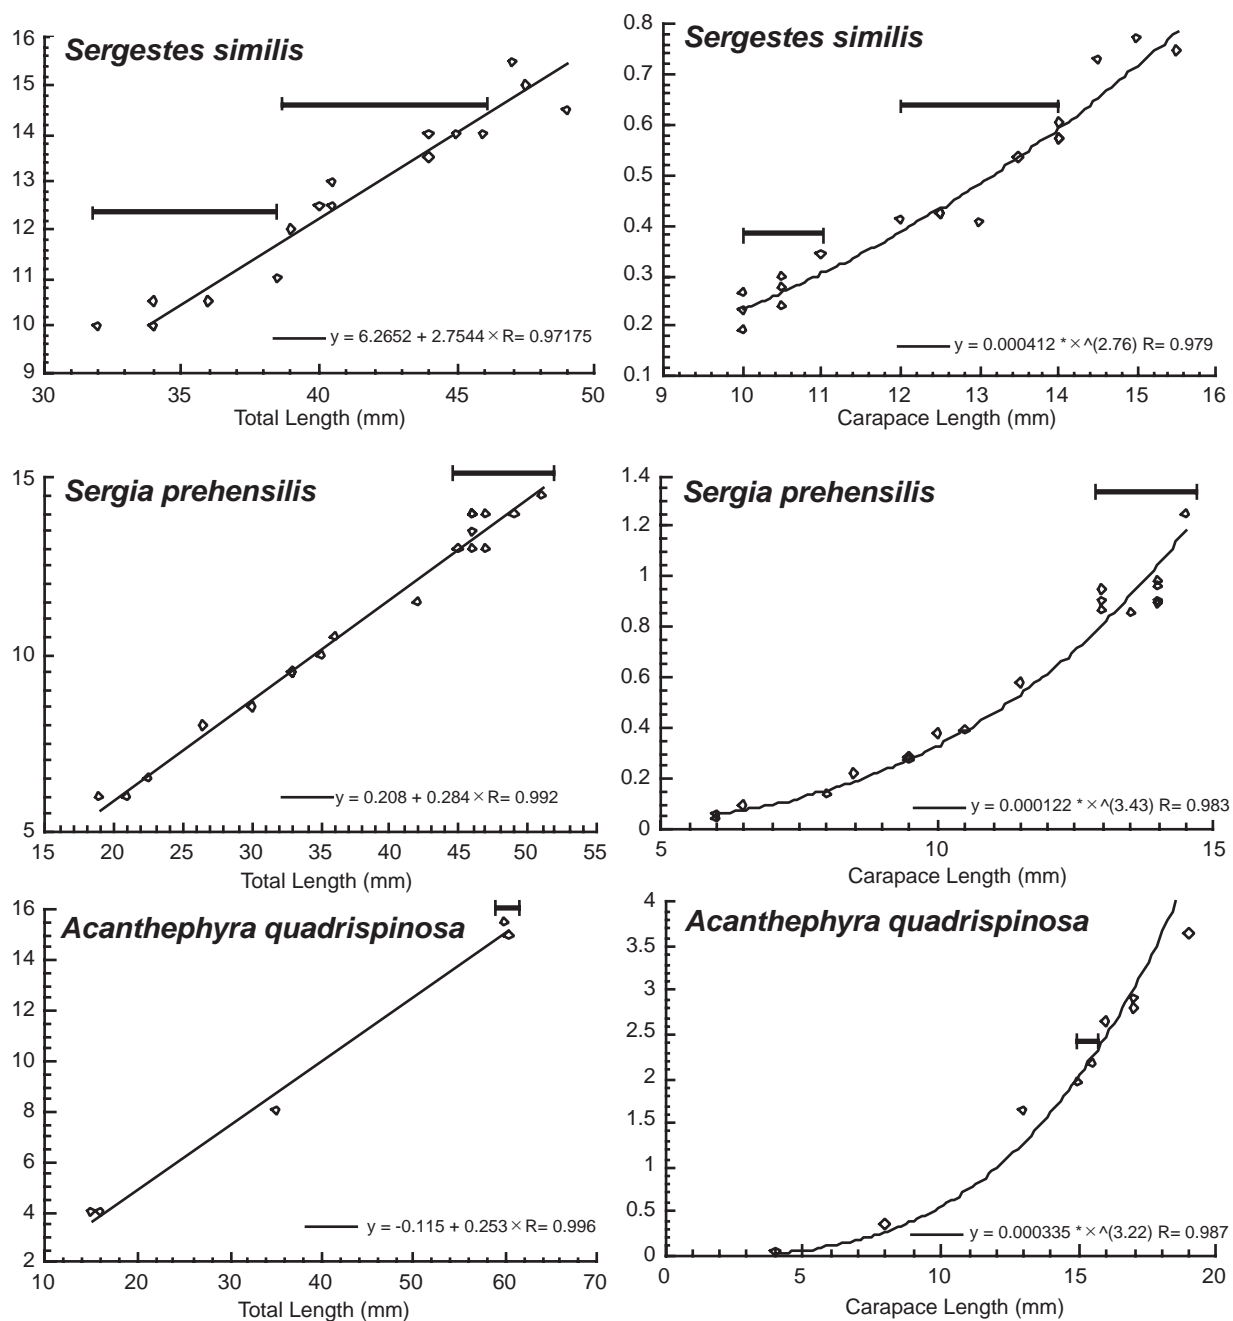 Sergestes similis
16
15
14
13
12
11
10
9
y = 6.2652 + 2.7544 × R= 0.97175
30 35 40 45 50
Total Length (mm)
Sergestes similis
0.8
0.7
0.6
0.5
0.4
0.3
0.2
0.1
y = 0.000412 * × ^(2.76) R= 0.979
9 10 11 12 13 14 15 16
Carapace Length (mm)
Sergia prehensilis
15
10
5
y = 0.208 + 0.284 × R= 0.992
15 20 25 30 35 40 45 50 55
Total Length (mm)
Sergia prehensilis
1.4
1.2
1
0.8
0.6
0.4
0.2
0
y = 0.000122 * × ^(3.43) R= 0.983
5 10 15
Carapace Length (mm)
Acanthephyra quadrispinosa
16
14
12
10
8
6
4
2
y = -0.115 + 0.253 × R= 0.996
10 20 30 40 50 60 70
Total Length (mm)
Acanthephyra quadrispinosa
4
3.5
3
2.5
2
1.5
1
0.5
0
y = 0.000335 * × ^(3.22) R= 0.987
0 5 10 15 20
Carapace Length (mm)